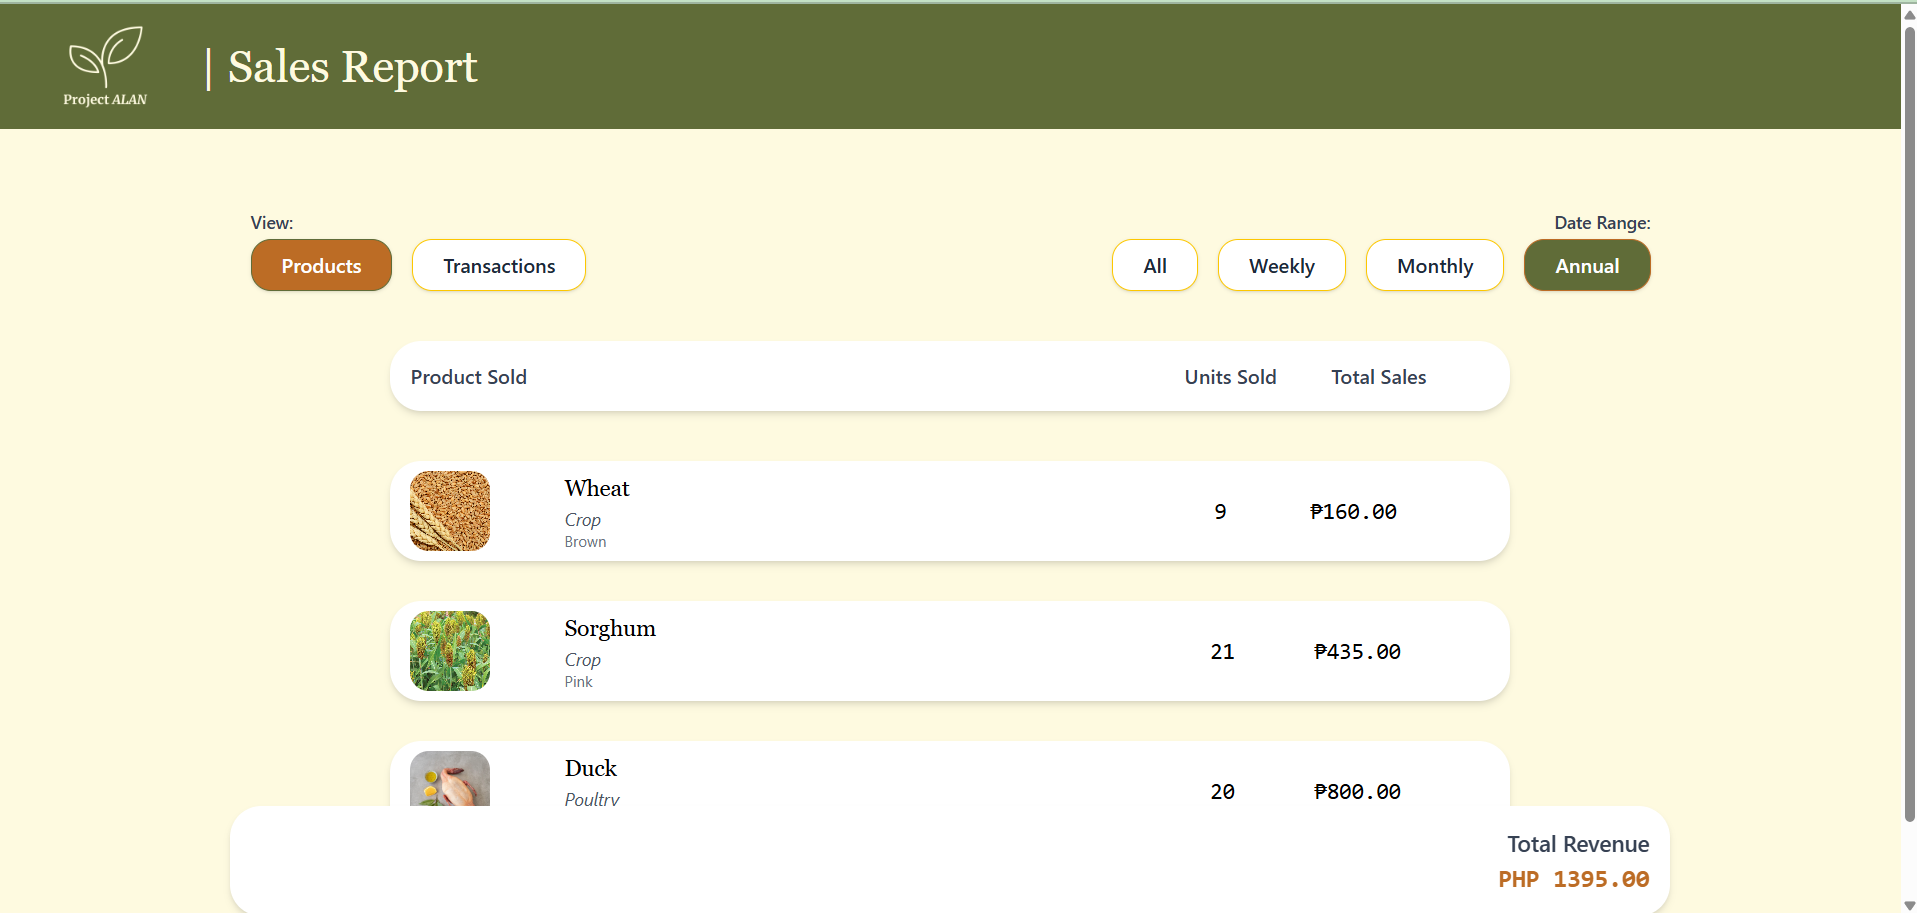 Project ALAN
| Sales Report
View:
Date Range:
Products
Transactions
All
Weekly
Monthly
Annual
Product Sold
Units Sold
Total Sales
Wheat
Crop
Brown
9
₱160.00
Sorghum
Crop
Pink
21
₱435.00
Duck
Poultry
20
₱800.00
Total Revenue
PHP 1395.00